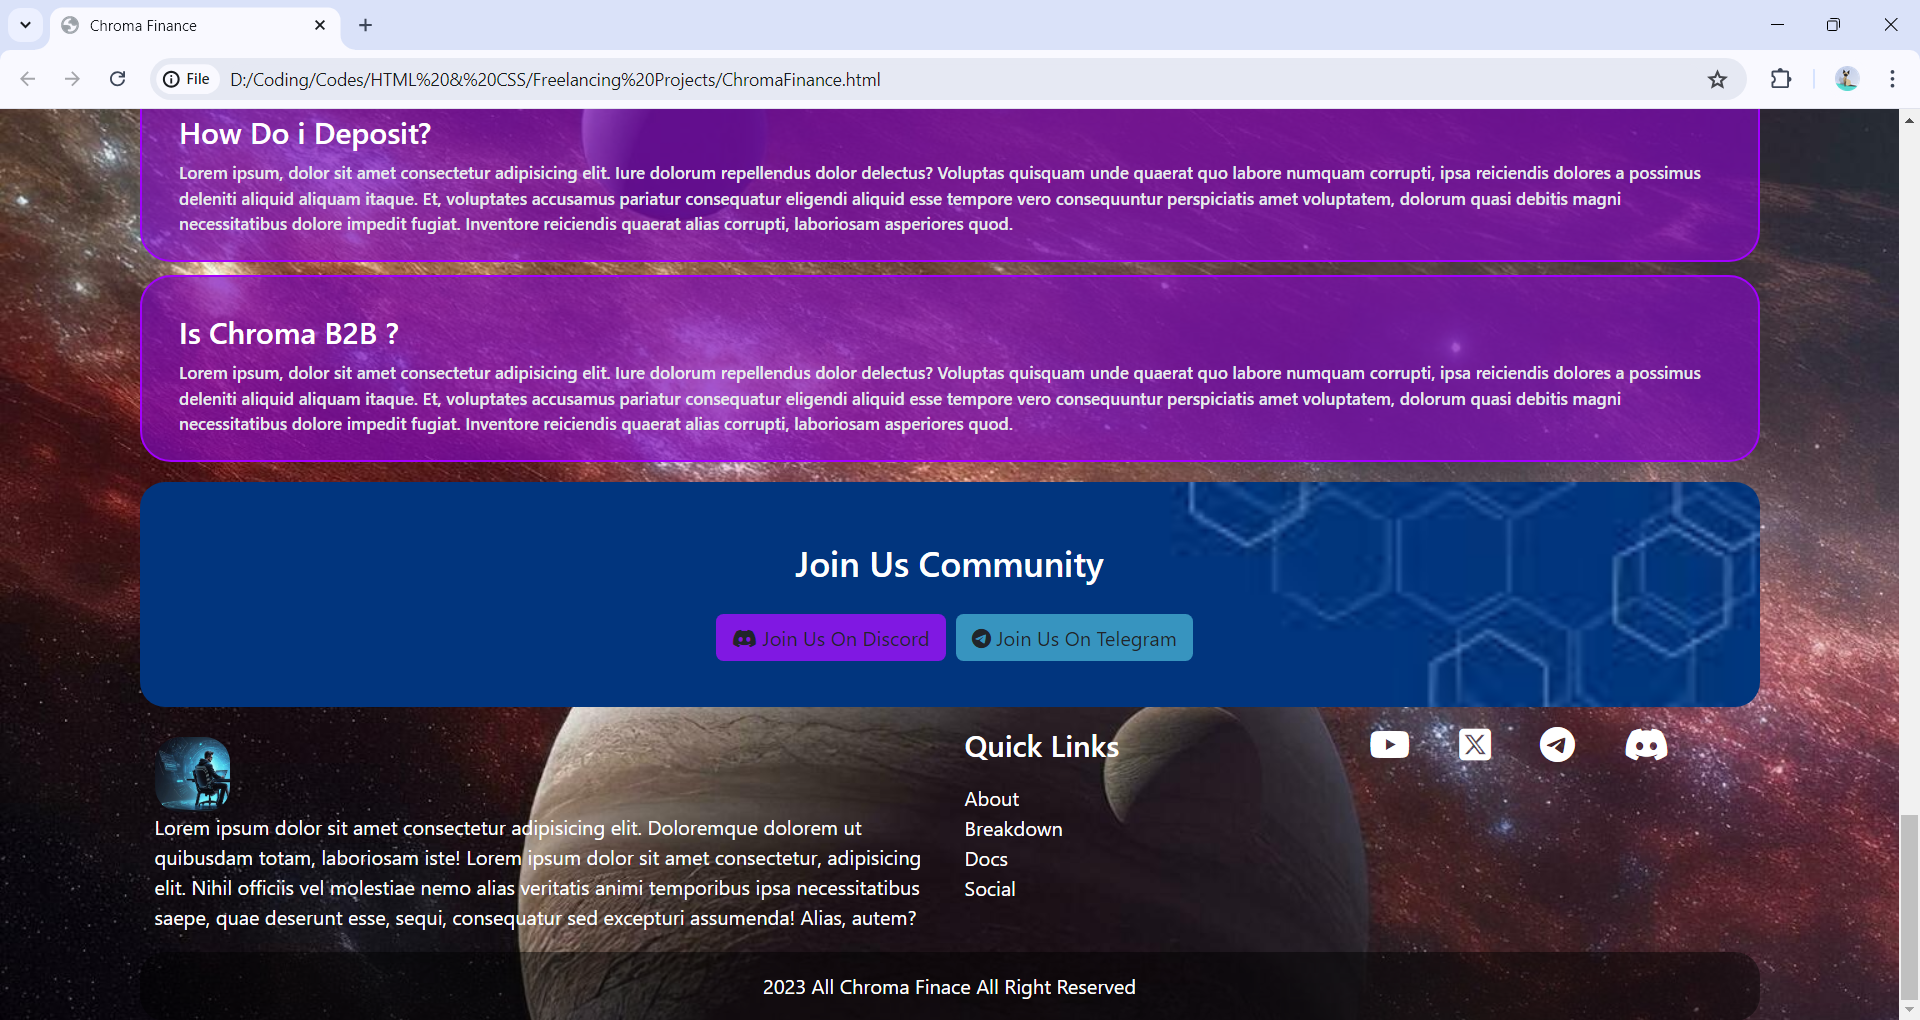 Chroma Finance
File D:/Coding/Codes/HTML%20&%20CSS/Freelancing%20Projects/ChromaFinance.html
How Do i Deposit?
Lorem ipsum, dolor sit amet consectetur adipisicing elit. Iure dolorum repellendus dolor delectus? Voluptas quisquam unde quaerat quo labore numquam corrupti, ipsa reiciendis dolores a possimus
deleniti aliquid aliquam itaque. Et, voluptates accusamus pariatur consequatur eligendi aliquid esse tempore vero consequuntur perspiciatis amet voluptatem, dolorum quasi debitis magni
necessitatibus dolore impedit fugiat. Inventore reiciendis quaerat alias corrupti, laboriosam asperiores quod.
Is Chroma B2B ?
Lorem ipsum, dolor sit amet consectetur adipisicing elit. Iure dolorum repellendus dolor delectus? Voluptas quisquam unde quaerat quo labore numquam corrupti, ipsa reiciendis dolores a possimus
deleniti aliquid aliquam itaque. Et, voluptates accusamus pariatur consequatur eligendi aliquid esse tempore vero consequuntur perspiciatis amet voluptatem, dolorum quasi debitis magni
necessitatibus dolore impedit fugiat. Inventore reiciendis quaerat alias corrupti, laboriosam asperiores quod.
Join Us Community
Join Us On Discord
Join Us On Telegram
Lorem ipsum dolor sit amet consectetur adipisicing elit. Doloremque dolorem ut
quibusdam totam, laboriosam iste! Lorem ipsum dolor sit amet consectetur, adipisicing
elit. Nihil officiis vel molestiae nemo alias veritatis animi temporibus ipsa necessitatibus
saepe, quae deserunt esse, sequi, consequatur sed excepturi assumenda! Alias, autem?
Quick Links
About
Breakdown
Docs
Social
2023 All Chroma Finace All Right Reserved